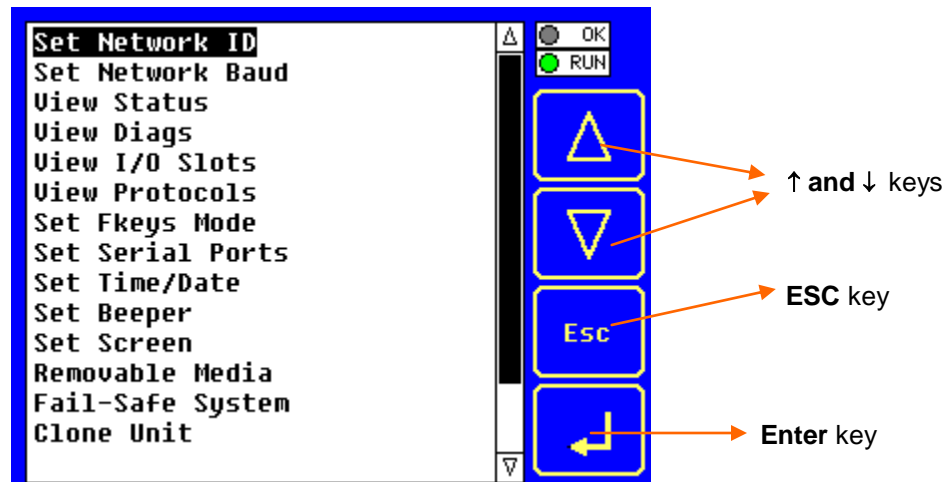 Set Network ID
Set Network Baud
View Status
View Diags
View I/O Slots
View Protocols
Set Fkeys Mode
Set Serial Ports
Set Time/Date
Set Beeper
Set Screen
Removable Media
Fail-Safe System
Clone Unit
OK
RUN
Esc
↑ and ↓ keys
ESC key
Enter key